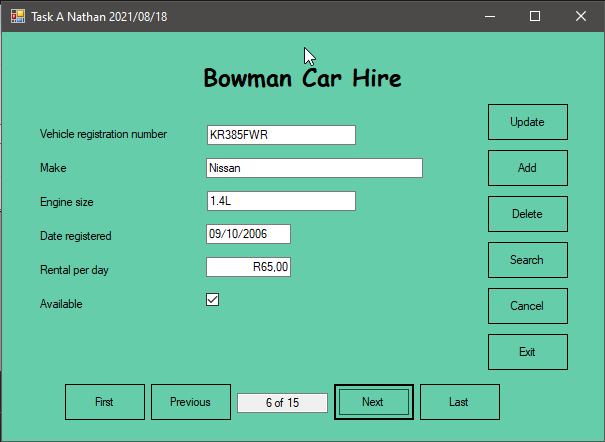 Task A Nathan 2021/08/18
Bowman Car Hire
Vehicle registration number KR385FWR
Make Nissan
Engine size 1.4L
Date registered 09/10/2006
Rental per day R65,00
Available
Update
Add
Delete
Search
Cancel
Exit
First Previous 6 of 15 Next Last